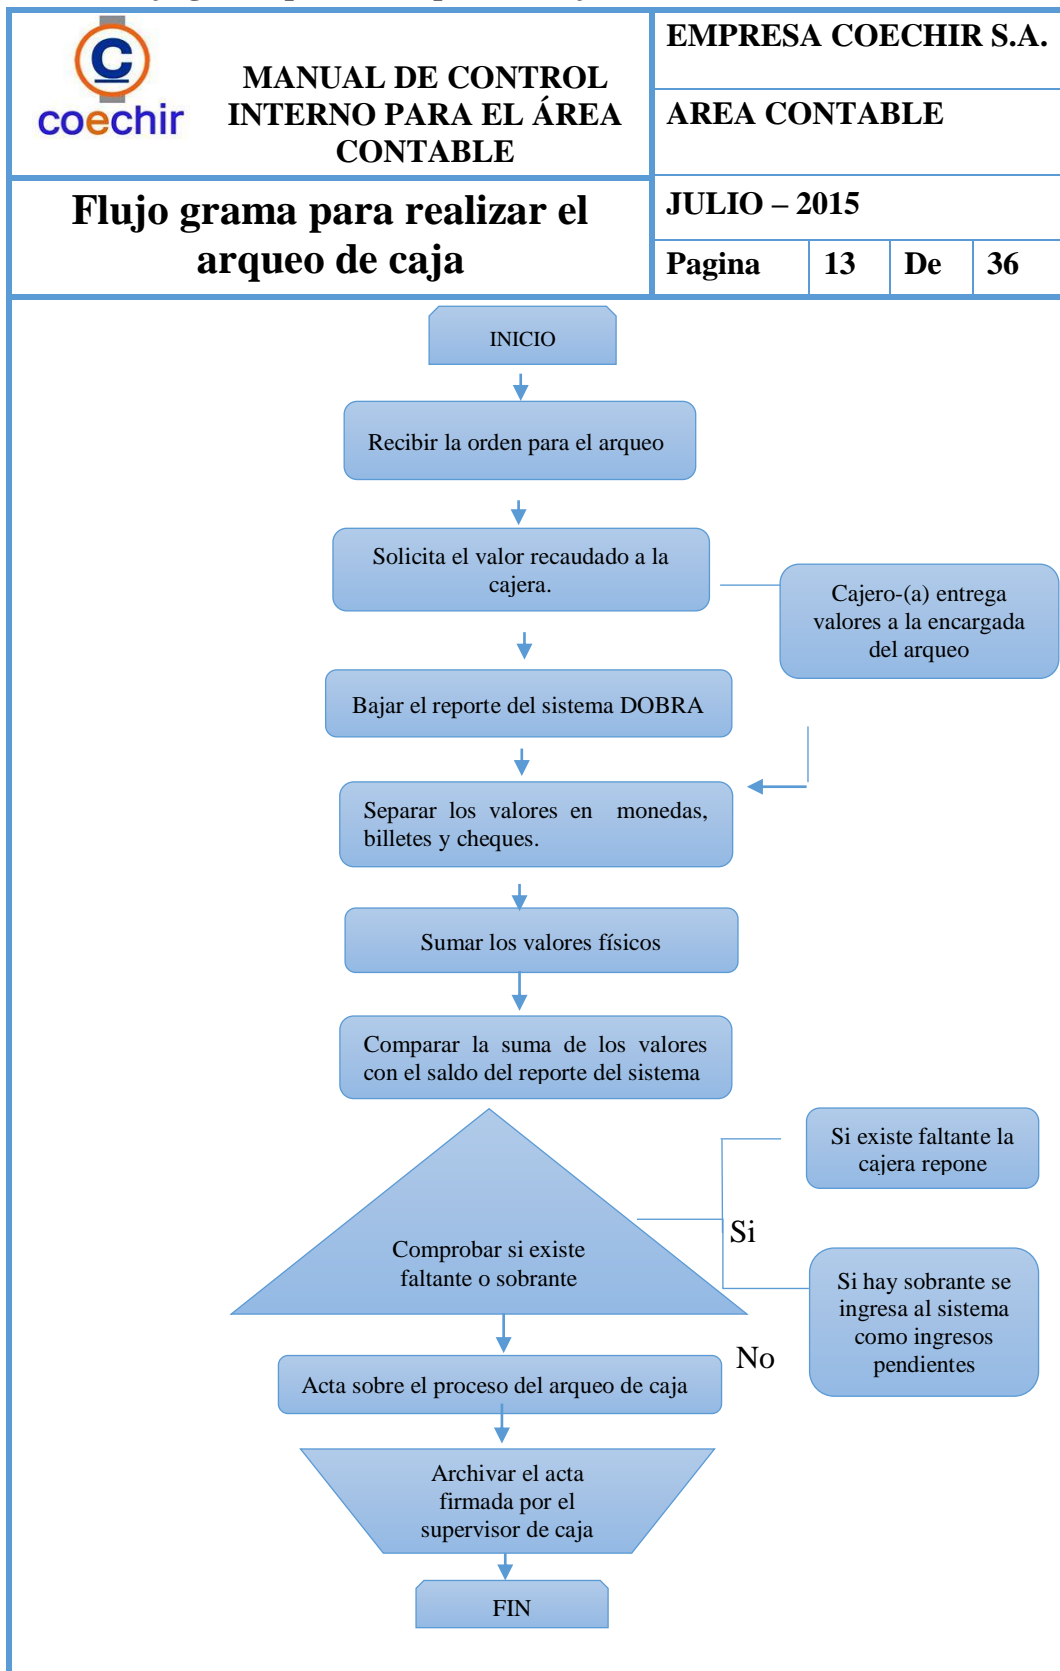 C
coechir
MANUAL DE CONTROL
INTERNO PARA EL ÁREA
CONTABLE
EMPRESA COECHIR S.A.
AREA CONTABLE
Flujo grama para realizar el
arqueo de caja
JULIO – 2015
Pagina 13 De 36
INICIO
Recibir la orden para el arqueo
Solicita el valor recaudado a la
cajera.
Cajero-(a) entrega
valores a la encargada
del arqueo
Bajar el reporte del sistema DOBRA
Separar los valores en monedas,
billetes y cheques.
Sumar los valores físicos
Comparar la suma de los valores
con el saldo del reporte del sistema
Comprobar si existe
faltante o sobrante
Si existe faltante la
cajera repone
Si
Si hay sobrante se
ingresa al sistema
como ingresos
pendientes
No
Acta sobre el proceso del arqueo de caja
Archivar el acta
firmada por el
supervisor de caja
FIN